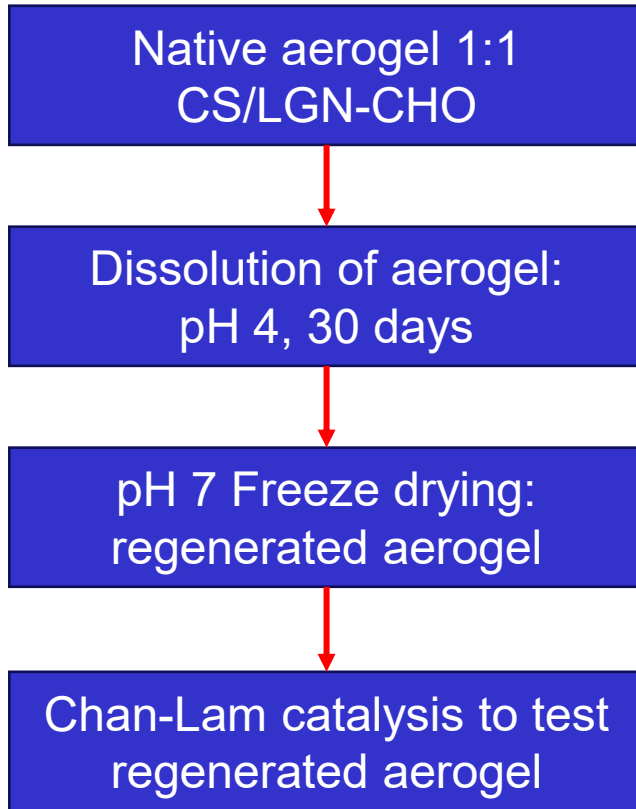 Native aerogel 1:1
CS/LGN-CHO
Dissolution of aerogel:
pH 4, 30 days
pH 7 Freeze drying:
regenerated aerogel
Chan-Lam catalysis to test
regenerated aerogel